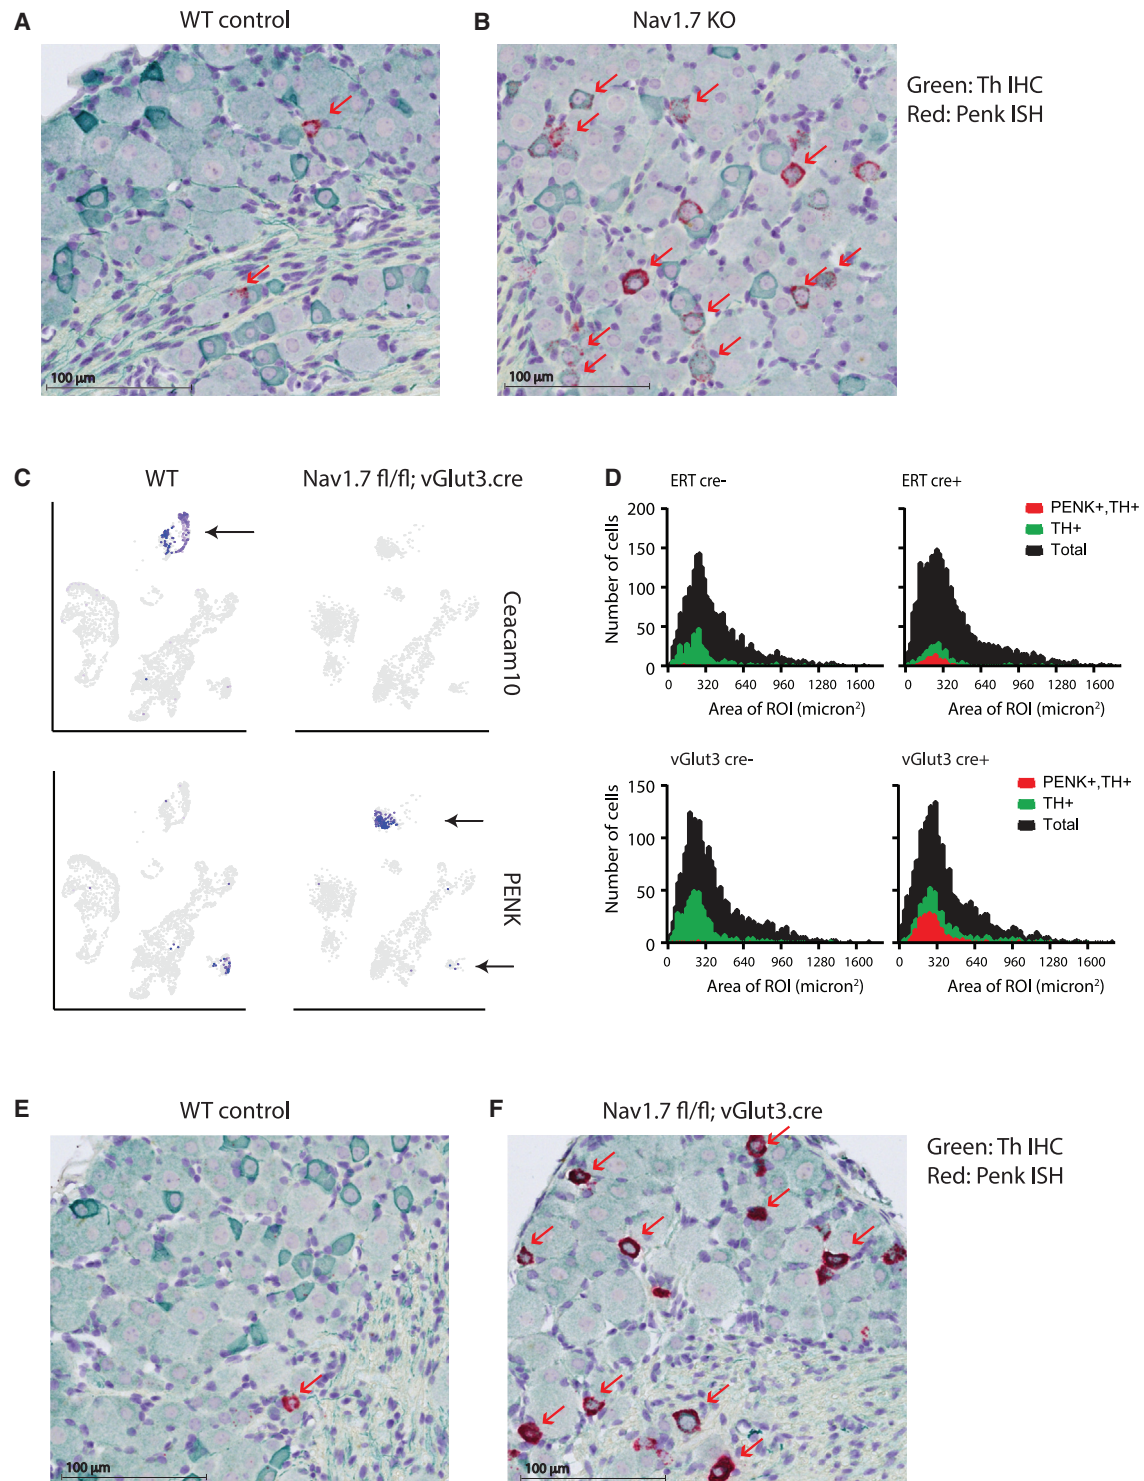 A
WT control
100 µm
B
Nav1.7 KO
100 µm
Green: Th IHC
Red: Penk ISH
C
WT
Nav1.7 fl/fl; vGlut3.cre
Ceacam10
PENK
D
ERT cre-
Number of cells
200
150
100
50
0
0 320 640 960 1280 1600
Area of ROI (micron²)
ERT cre+
PENK+,TH+
TH+
Total
0 320 640 960 1280 1600
Area of ROI (micron²)
vGlut3 cre-
Number of cells
150
100
50
0
0 320 640 960 1280 1600
Area of ROI (micron²)
vGlut3 cre+
PENK+,TH+
TH+
Total
0 320 640 960 1280 1600
Area of ROI (micron²)
E
WT control
100 µm
F
Nav1.7 fl/fl; vGlut3.cre
100 µm
Green: Th IHC
Red: Penk ISH